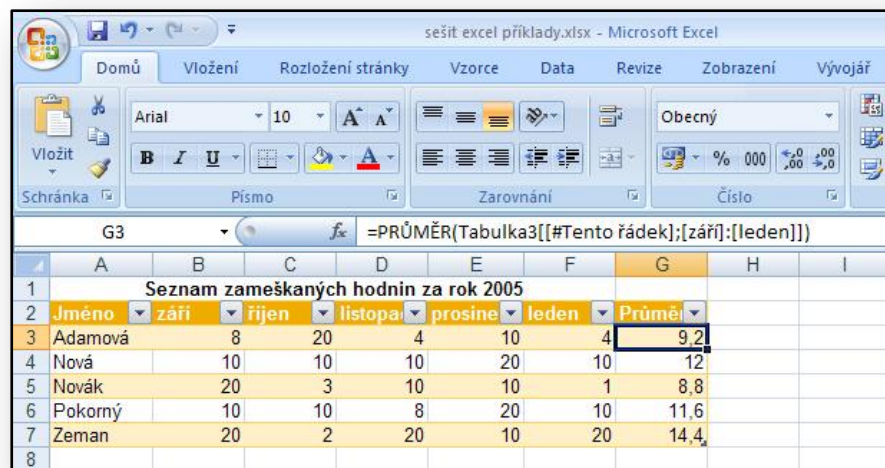 sešit excel příklady.xlsx - Microsoft Excel
Domů Vložení Rozložení stránky Vzorce Data Revize Zobrazení Vývojář
Arial 10 A A Obecný
Vložit B I U A % 000 ,0 ,00 ,00 ,0
Schránka Písmo Zarovnání Číslo
G3 fx =PRŮMĚR(Tabulka3[[#Tento řádek];[září]:[leden]])
A B C D E F G H I
1 Seznam zameškaných hodnin za rok 2005
2 Jméno září říjen listopa prosine leden Průmě
3 Adamová 8 20 4 10 4 9,2
4 Nová 10 10 10 20 10 12
5 Novák 20 3 10 10 1 8,8
6 Pokorný 10 10 8 20 10 11,6
7 Zeman 20 2 20 10 20 14,4
8